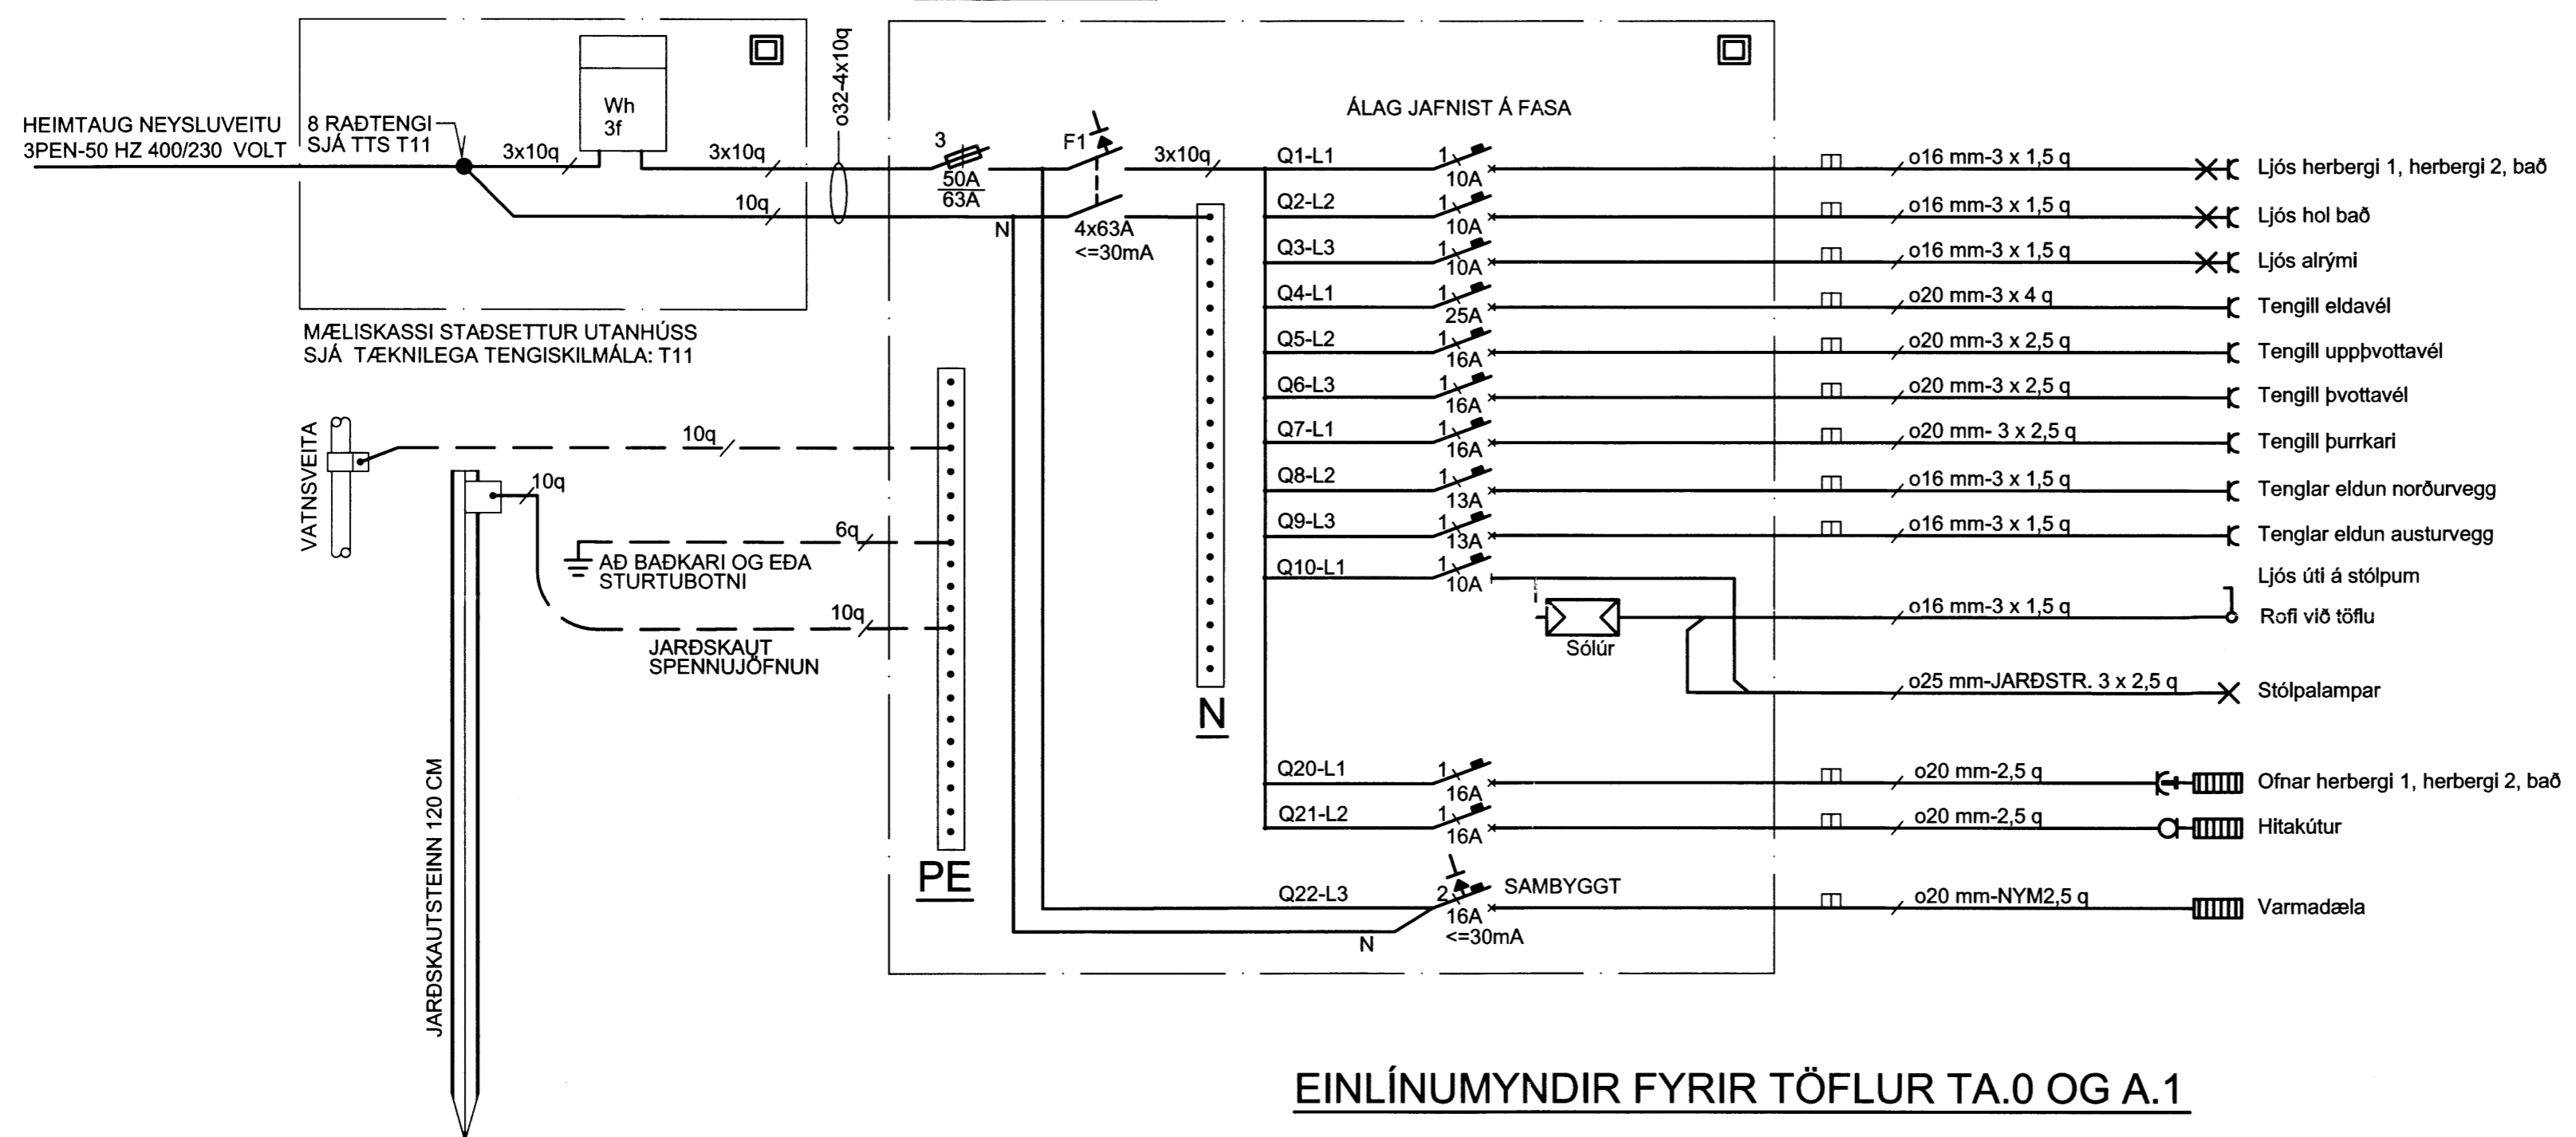 HEIMTAUG NEYSLUVEITU
3PEN-50 HZ 400/230 VOLT
8 RAÐTENGI
SJÁ TTS T11
3x10q
Wh
3f
3x10q
10q
o32-4x10q
MÆLISKASSI STAÐSETTUR UTANHÚSS
SJÁ TÆKNILEGA TENGISKILMÁLA: T11
3
50A
63A
N
F1
4x63A
<=30mA
3x10q
ÁLAG JAFNIST Á FASA
Q1-L1 1 10A o16 mm-3 x 1,5 q Ljós herbergi 1, herbergi 2, bað
Q2-L2 1 10A o16 mm-3 x 1,5 q Ljós hol bað
Q3-L3 1 10A o16 mm-3 x 1,5 q Ljós alrými
Q4-L1 1 25A o20 mm-3 x 4 q Tengill eldavél
Q5-L2 1 16A o20 mm-3 x 2,5 q Tengill uppþvottavél
Q6-L3 1 16A o20 mm-3 x 2,5 q Tengill þvottavél
Q7-L1 1 16A o20 mm- 3 x 2,5 q Tengill þurrkari
Q8-L2 1 13A o16 mm-3 x 1,5 q Tenglar eldun norðurvegg
Q9-L3 1 13A o16 mm-3 x 1,5 q Tenglar eldun austurvegg
Q10-L1 1 10A Ljós úti á stólpum
o16 mm-3 x 1,5 q Rofi við töflu
Sólúr
o25 mm-JARÐSTR. 3 x 2,5 q Stólpalampar
Q20-L1 1 16A o20 mm-2,5 q Ofnar herbergi 1, herbergi 2, bað
Q21-L2 1 16A o20 mm-2,5 q Hitakútur
Q22-L3 2 16A SAMBYGGT o20 mm-NYM2,5 q Varmadæla
<=30mA
N
N
PE
VATNSVEITA
10q
10q
6q
AÐ BAÐKARI OG EÐA
STURTUBOTNI
10q
JARÐSKAUT
SPENNUJÖFNUN
JARÐSKAUTSTEINN 120 CM
EINLÍNUMYNDIR FYRIR TÖFLUR TA.0 OG A.1